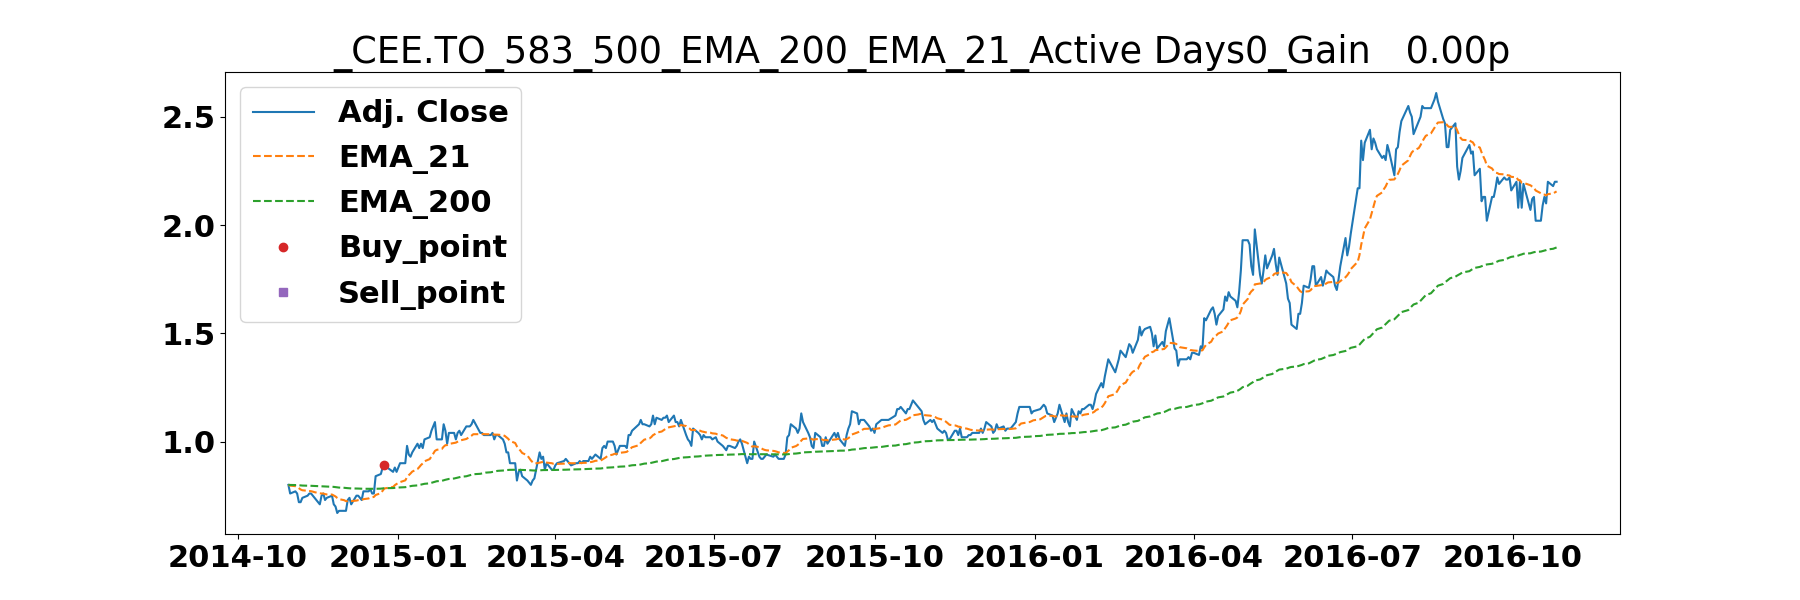 _CEE.TO_583_500_EMA_200_EMA_21_Active Days0_Gain   0.00p
Adj. Close
EMA_21
EMA_200
Buy_point
Sell_point
2.5
2.0
1.5
1.0
2014-10 2015-01 2015-04 2015-07 2015-10 2016-01 2016-04 2016-07 2016-10